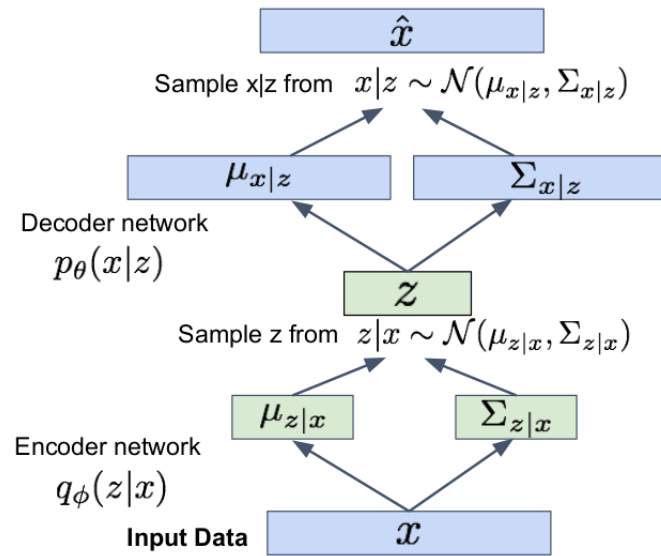 x̂
Sample x|z from x|z ∼ 𝒩(μ_{x|z}, Σ_{x|z})
μ_{x|z} Σ_{x|z}
Decoder network
p_θ(x|z)
z
Sample z from z|x ∼ 𝒩(μ_{z|x}, Σ_{z|x})
μ_{z|x} Σ_{z|x}
Encoder network
q_ϕ(z|x)
Input Data x